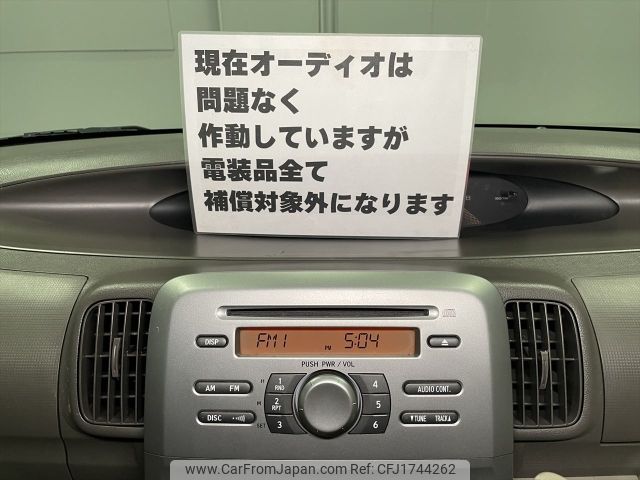 現在オーディオは
問題なく
作動していますが
電装品全て
補償対象外になります
DISP
FM1 PM 5:04
PUSH PWR / VOL
AM FM
H 1 RND 4
AUDIO CONT.
M 2 RPT 5
DISC
SET 3 6
∨TUNE TRACK∧
www.CarFromJapan.com Ref.ID CFJ1744262